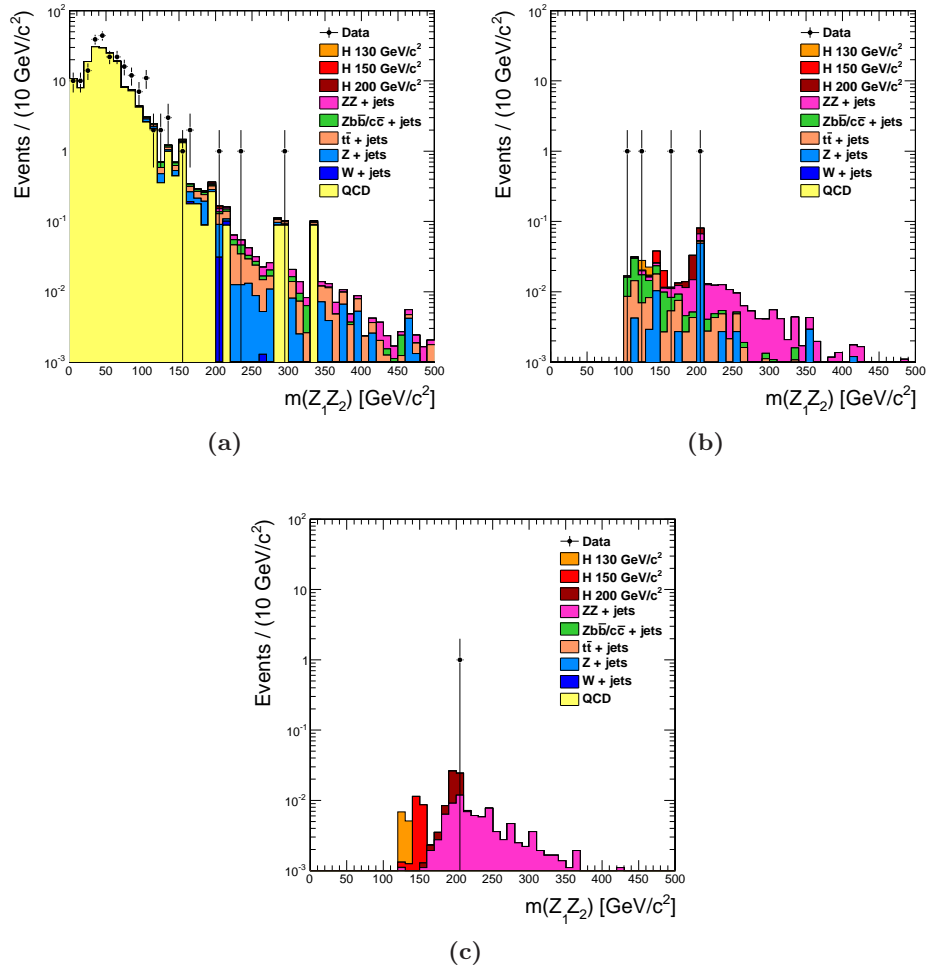 Events / (10 GeV/c²)
10²
10
1
10⁻¹
10⁻²
10⁻³
Data
H 130 GeV/c²
H 150 GeV/c²
H 200 GeV/c²
ZZ + jets
Zbb̅/cc̅ + jets
tt̅ + jets
Z + jets
W + jets
QCD
0 50 100 150 200 250 300 350 400 450 500
m(Z₁Z₂) [GeV/c²]
(a)
Events / (10 GeV/c²)
10²
10
1
10⁻¹
10⁻²
10⁻³
Data
H 130 GeV/c²
H 150 GeV/c²
H 200 GeV/c²
ZZ + jets
Zbb̅/cc̅ + jets
tt̅ + jets
Z + jets
W + jets
QCD
0 50 100 150 200 250 300 350 400 450 500
m(Z₁Z₂) [GeV/c²]
(b)
Events / (10 GeV/c²)
10²
10
1
10⁻¹
10⁻²
10⁻³
Data
H 130 GeV/c²
H 150 GeV/c²
H 200 GeV/c²
ZZ + jets
Zbb̅/cc̅ + jets
tt̅ + jets
Z + jets
W + jets
QCD
0 50 100 150 200 250 300 350 400 450 500
m(Z₁Z₂) [GeV/c²]
(c)